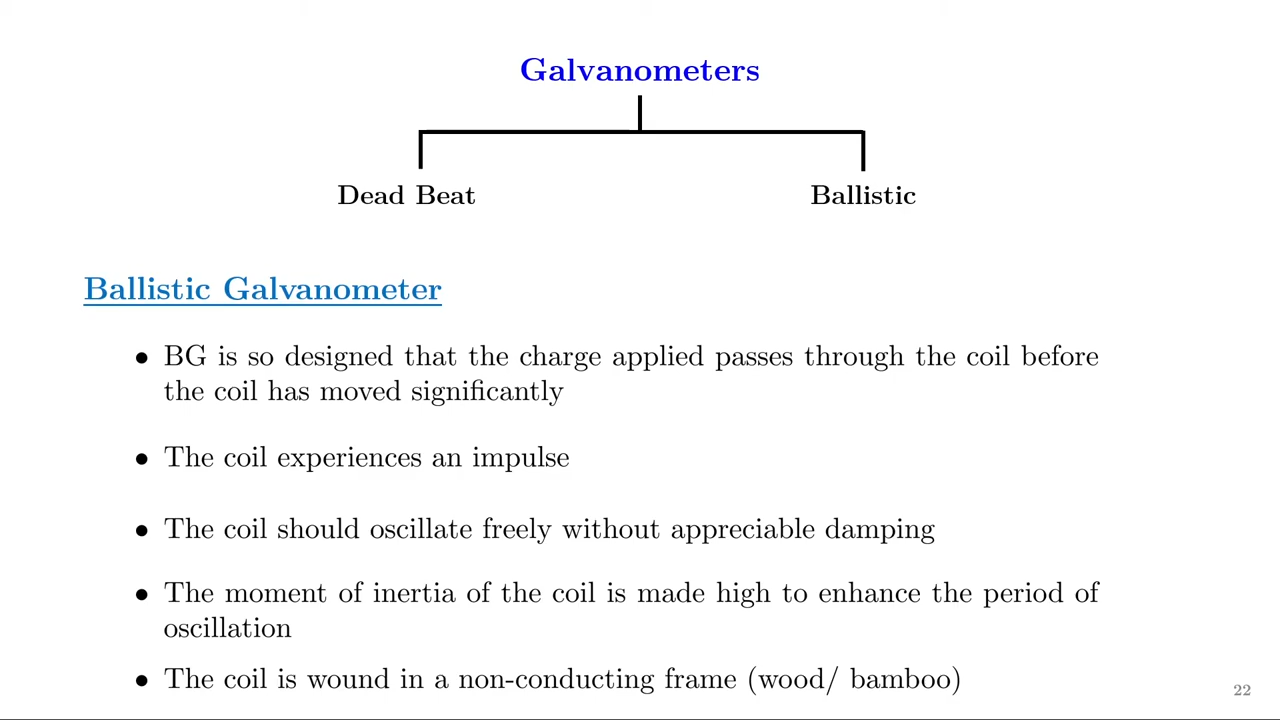 Galvanometers
Dead Beat
Ballistic
Ballistic Galvanometer
• BG is so designed that the charge applied passes through the coil before
the coil has moved significantly
• The coil experiences an impulse
• The coil should oscillate freely without appreciable damping
• The moment of inertia of the coil is made high to enhance the period of
oscillation
• The coil is wound in a non-conducting frame (wood/ bamboo)
22